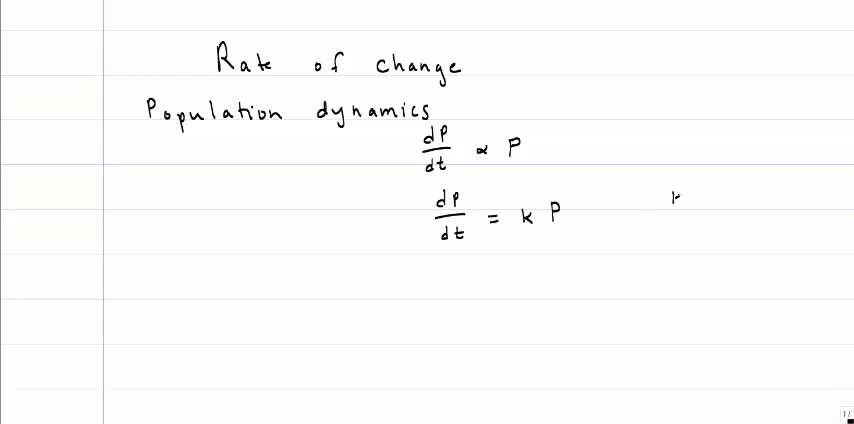 Rate of change
Population dynamics
dP/dt ∝ P
dP/dt = k P